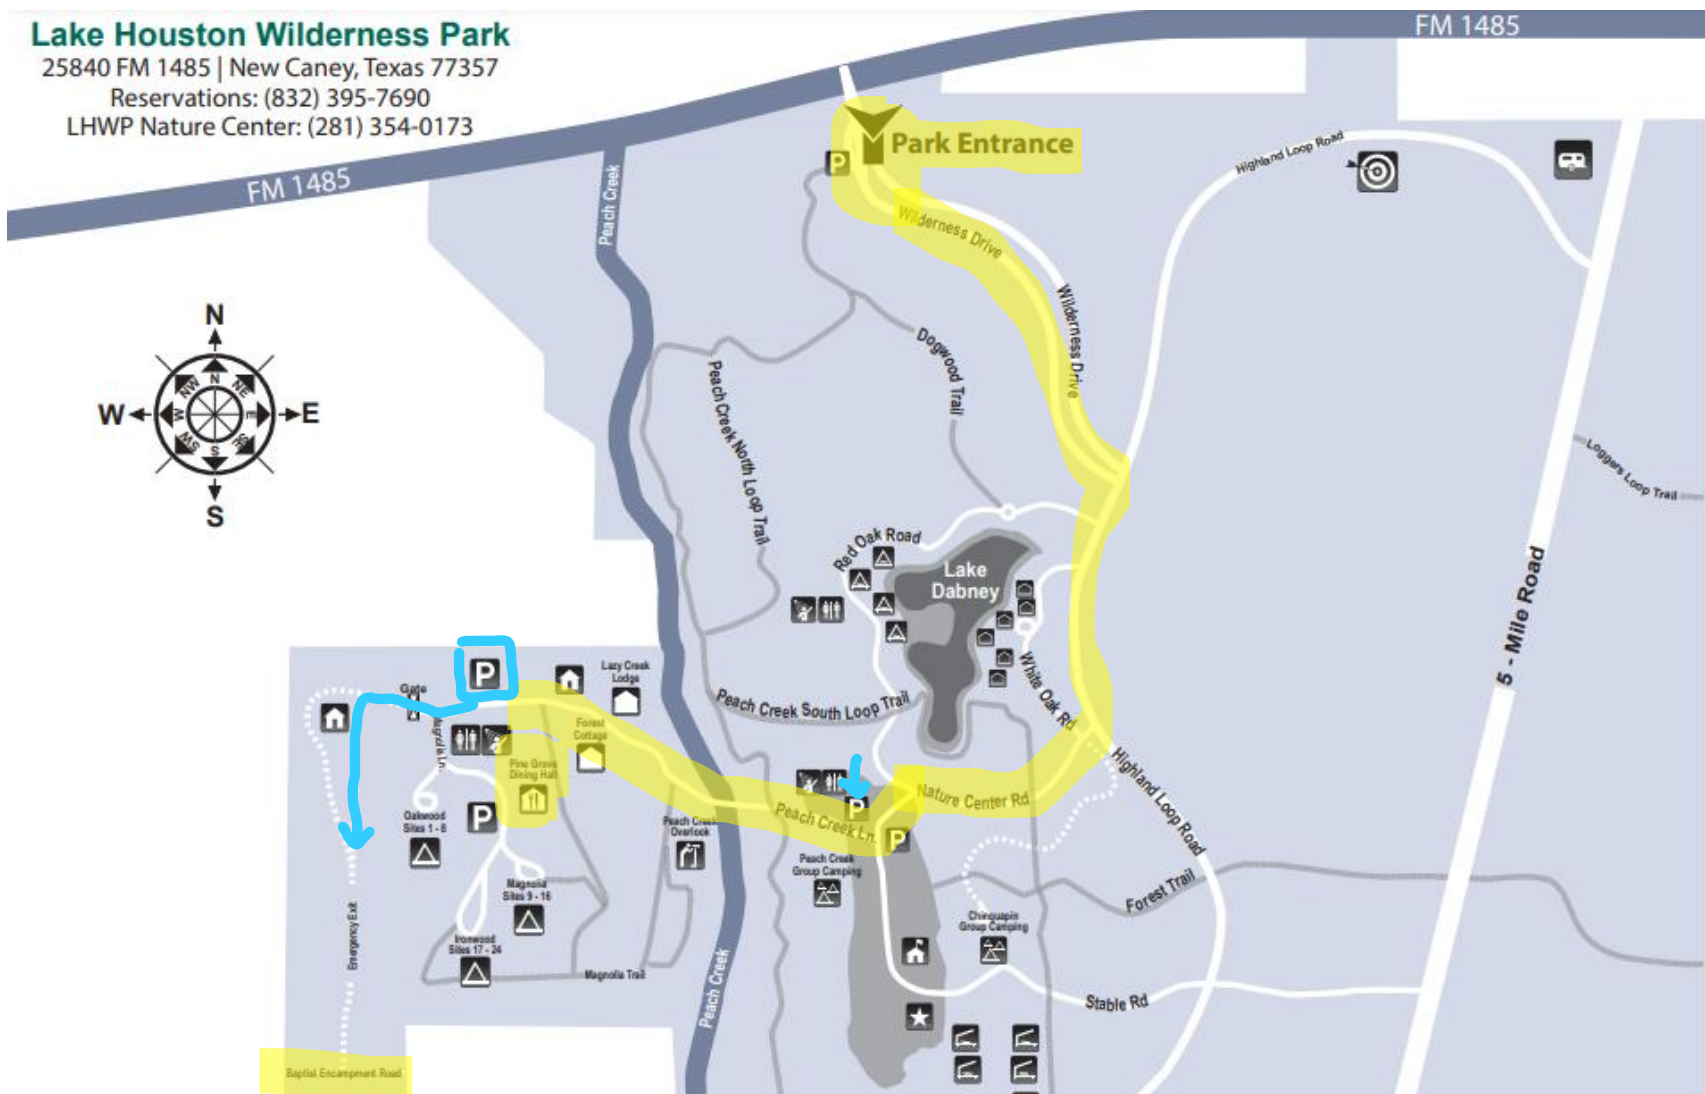 Lake Houston Wilderness Park
25840 FM 1485 | New Caney, Texas 77357
Reservations: (832) 395-7690
LHWP Nature Center: (281) 354-0173
FM 1485
FM 1485
Park Entrance
P
Highland Loop Road
Peach Creek
Wilderness Drive
Wilderness Drive
Dogwood Trail
Peach Creek North Loop Trail
N
NW N NE
W W E E
SW S SE
S
Loggers Loop Trail
Red Oak Road
Lake
Dabney
5 - Mile Road
White Oak Rd
Peach Creek South Loop Trail
Lazy Creek
Lodge
P
Gate
Magnolia Ln.
Forest
Cottage
Pine Grove
Dining Hall
Nature Center Rd
Highland Loop Road
P
Peach Creek Ln.
P
P
Oakwood
Sites 1 - 8
Peach Creek
Overlook
Peach Creek
Group Camping
Magnolia
Sites 9 - 16
Forest Trail
Chinquapin
Group Camping
Emergency Exit
Ironwood
Sites 17 - 24
Magnolia Trail
Peach Creek
Stable Rd
Baptist Encampment Road